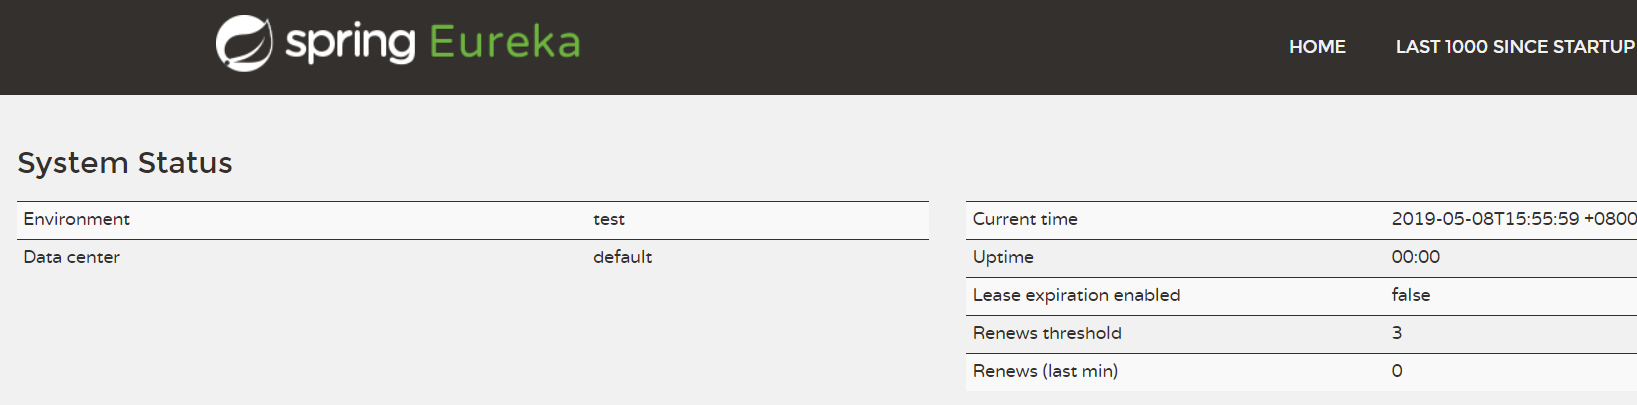 spring Eureka
HOME LAST 1000 SINCE STARTUP
System Status
Environment test
Data center default
Current time 2019-05-08T15:55:59 +0800
Uptime 00:00
Lease expiration enabled false
Renews threshold 3
Renews (last min) 0